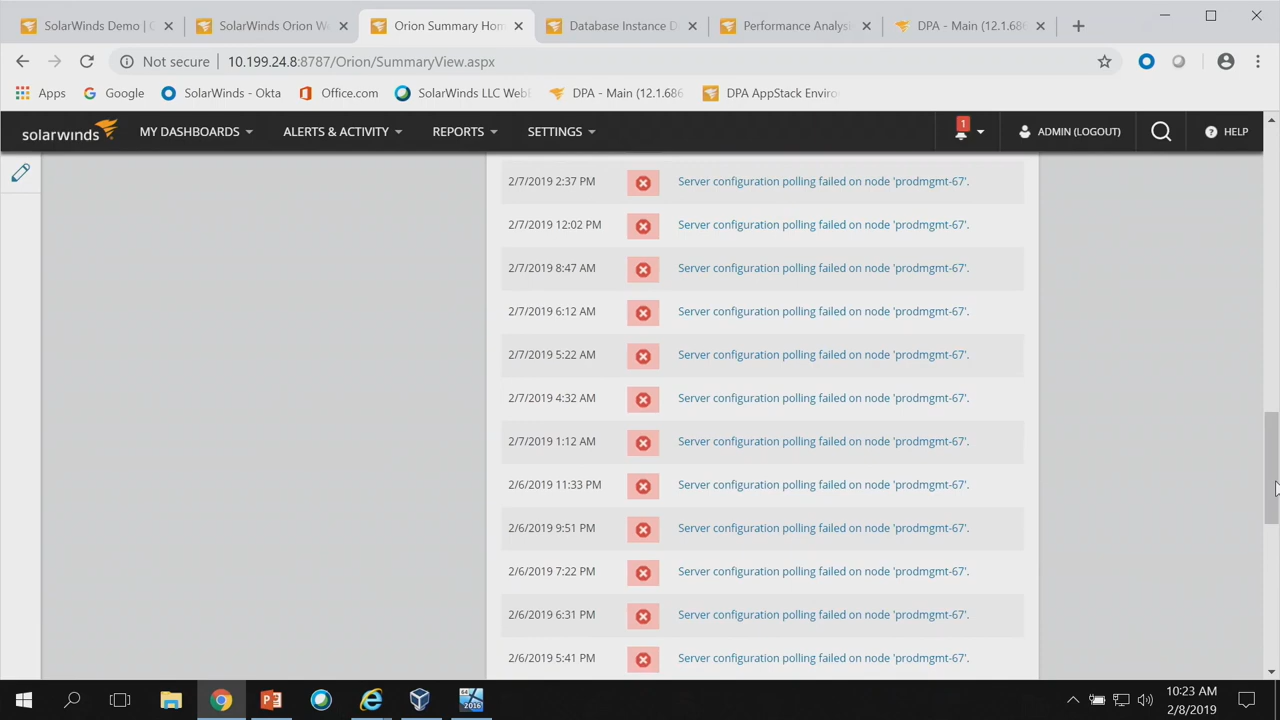 SolarWinds Demo | C
SolarWinds Orion We
Orion Summary Hom
Database Instance D
Performance Analysi
DPA - Main (12.1.686
Not secure
10.199.24.8:8787/Orion/SummaryView.aspx
Apps
Google
SolarWinds - Okta
Office.com
SolarWinds LLC WebE
DPA - Main (12.1.686
DPA AppStack Enviro
solarwinds
MY DASHBOARDS
ALERTS & ACTIVITY
REPORTS
SETTINGS
1
ADMIN (LOGOUT)
HELP
2/7/2019 2:37 PM Server configuration polling failed on node 'prodmgmt-67'.
2/7/2019 12:02 PM Server configuration polling failed on node 'prodmgmt-67'.
2/7/2019 8:47 AM Server configuration polling failed on node 'prodmgmt-67'.
2/7/2019 6:12 AM Server configuration polling failed on node 'prodmgmt-67'.
2/7/2019 5:22 AM Server configuration polling failed on node 'prodmgmt-67'.
2/7/2019 4:32 AM Server configuration polling failed on node 'prodmgmt-67'.
2/7/2019 1:12 AM Server configuration polling failed on node 'prodmgmt-67'.
2/6/2019 11:33 PM Server configuration polling failed on node 'prodmgmt-67'.
2/6/2019 9:51 PM Server configuration polling failed on node 'prodmgmt-67'.
2/6/2019 7:22 PM Server configuration polling failed on node 'prodmgmt-67'.
2/6/2019 6:31 PM Server configuration polling failed on node 'prodmgmt-67'.
2/6/2019 5:41 PM Server configuration polling failed on node 'prodmgmt-67'.
2016
10:23 AM
2/8/2019